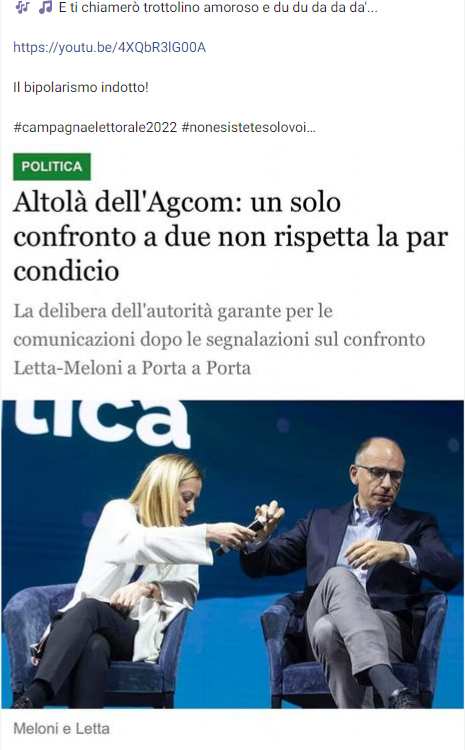 🎶 🎵 E ti chiamerò trottolino amoroso e du du da da da'...
https://youtu.be/4XQbR3lG00A
Il bipolarismo indotto!
#campagnaelettorale2022 #nonesistetesolovoi...
POLITICA
Altolà dell'Agcom: un solo
confronto a due non rispetta la par
condicio
La delibera dell'autorità garante per le
comunicazioni dopo le segnalazioni sul confronto
Letta-Meloni a Porta a Porta
tica
Meloni e Letta